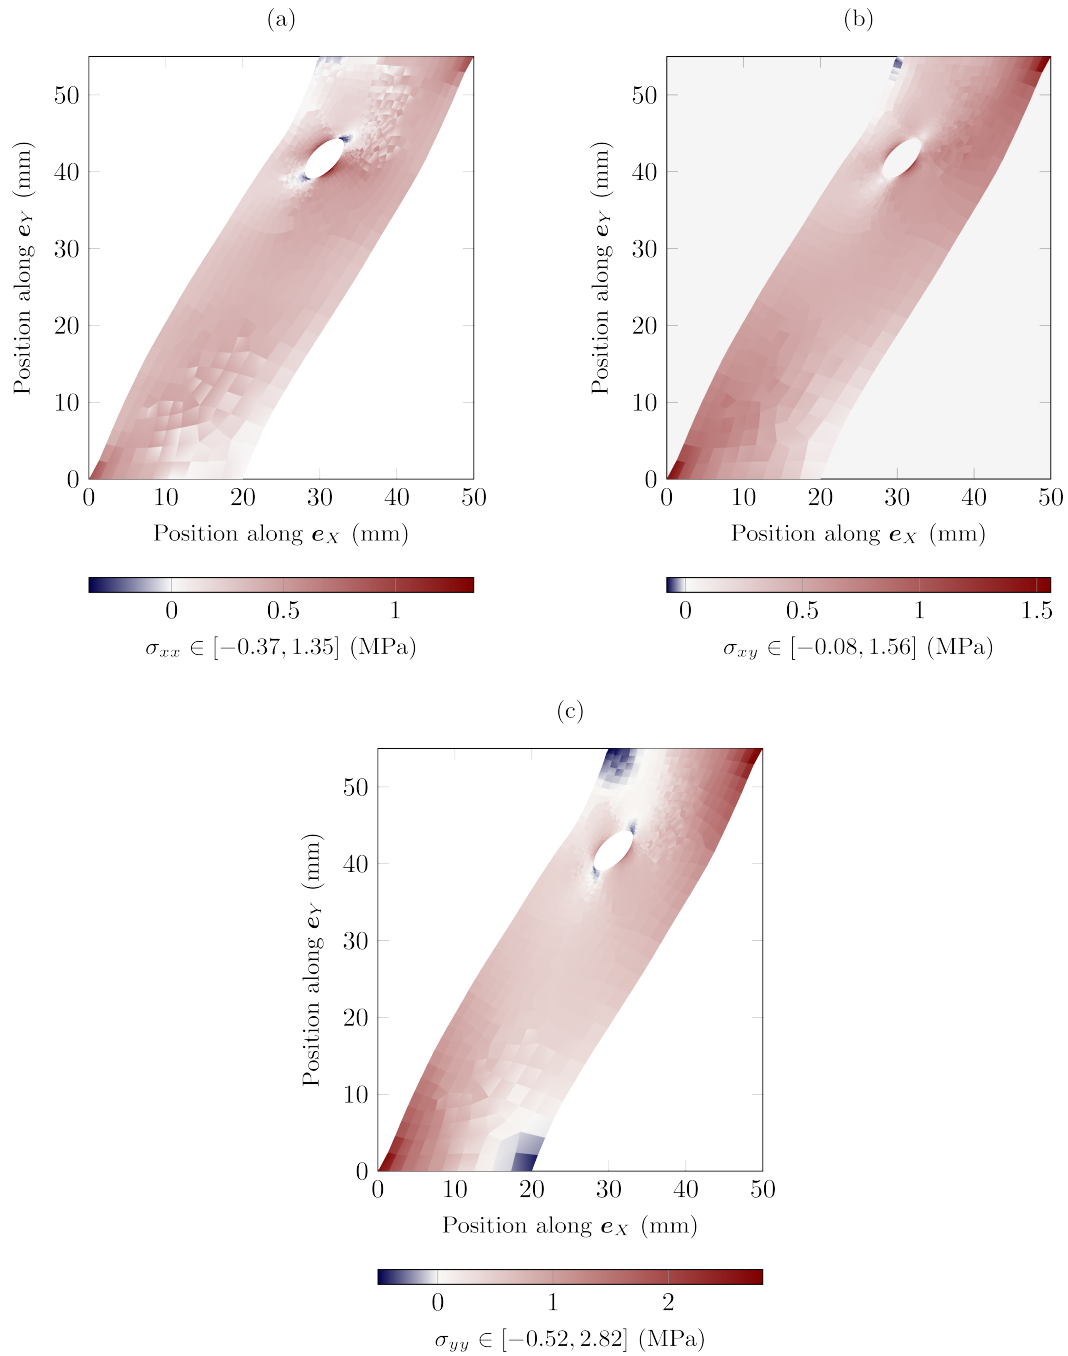 (a)
50
40
30
20
10
0
Position along e_Y (mm)
0 10 20 30 40 50
Position along e_X (mm)
0 0.5 1
σ_xx ∈ [−0.37, 1.35] (MPa)
(b)
50
40
30
20
10
0
Position along e_Y (mm)
0 10 20 30 40 50
Position along e_X (mm)
0 0.5 1 1.5
σ_xy ∈ [−0.08, 1.56] (MPa)
(c)
50
40
30
20
10
0
Position along e_Y (mm)
0 10 20 30 40 50
Position along e_X (mm)
0 1 2
σ_yy ∈ [−0.52, 2.82] (MPa)